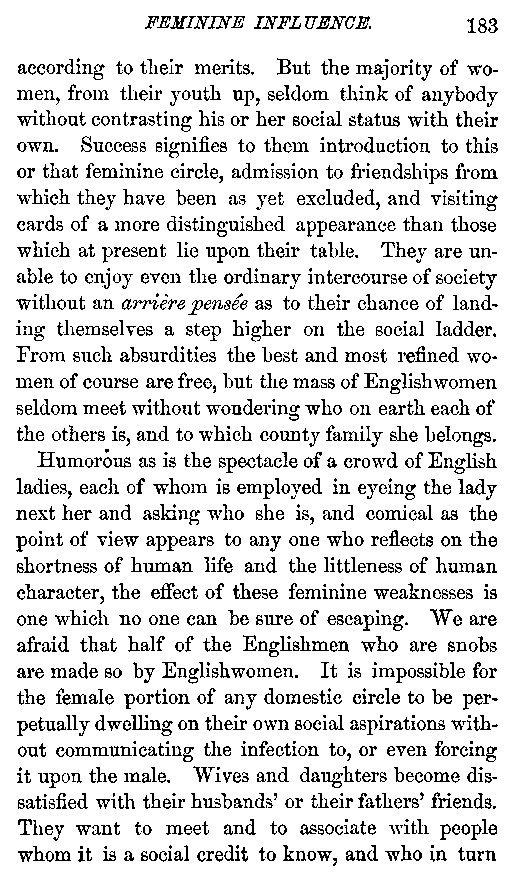 FEMININE INFLUENCE. 183
according to their merits. But the majority of wo-
men, from their youth up, seldom think of anybody
without contrasting his or her social status with their
own. Success signifies to them introduction to this
or that feminine circle, admission to friendships from
which they have been as yet excluded, and visiting
cards of a more distinguished appearance than those
which at present lie upon their table. They are un-
able to enjoy even the ordinary intercourse of society
without an arrière pensée as to their chance of land-
ing themselves a step higher on the social ladder.
From such absurdities the best and most refined wo-
men of course are free, but the mass of Englishwomen
seldom meet without wondering who on earth each of
the others is, and to which county family she belongs.
Humorous as is the spectacle of a crowd of English
ladies, each of whom is employed in eyeing the lady
next her and asking who she is, and comical as the
point of view appears to any one who reflects on the
shortness of human life and the littleness of human
character, the effect of these feminine weaknesses is
one which no one can be sure of escaping. We are
afraid that half of the Englishmen who are snobs
are made so by Englishwomen. It is impossible for
the female portion of any domestic circle to be per-
petually dwelling on their own social aspirations with-
out communicating the infection to, or even forcing
it upon the male. Wives and daughters become dis-
satisfied with their husbands' or their fathers' friends.
They want to meet and to associate with people
whom it is a social credit to know, and who in turn